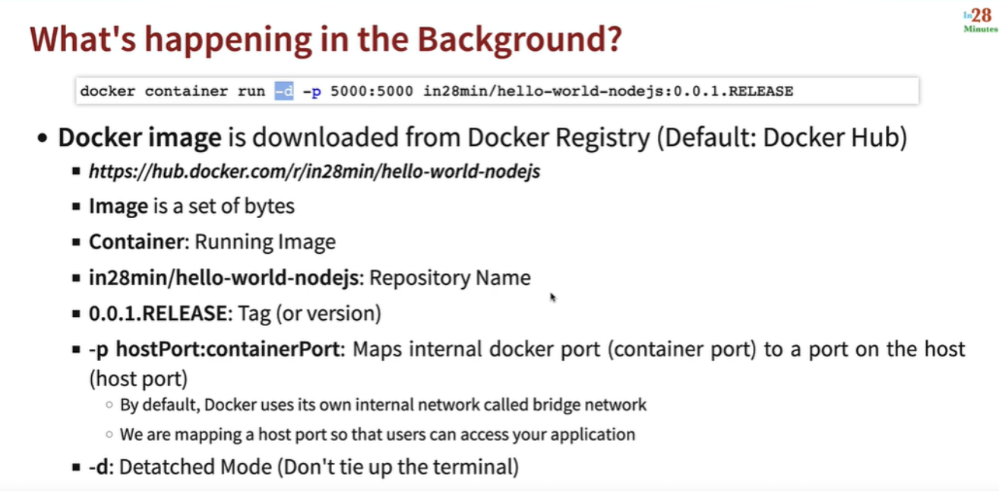 In28
Minutes
What's happening in the Background?
docker container run -d -p 5000:5000 in28min/hello-world-nodejs:0.0.1.RELEASE
• Docker image is downloaded from Docker Registry (Default: Docker Hub)
▪ https://hub.docker.com/r/in28min/hello-world-nodejs
▪ Image is a set of bytes
▪ Container: Running Image
▪ in28min/hello-world-nodejs: Repository Name
▪ 0.0.1.RELEASE: Tag (or version)
▪ -p hostPort:containerPort: Maps internal docker port (container port) to a port on the host
(host port)
◦ By default, Docker uses its own internal network called bridge network
◦ We are mapping a host port so that users can access your application
▪ -d: Detatched Mode (Don't tie up the terminal)